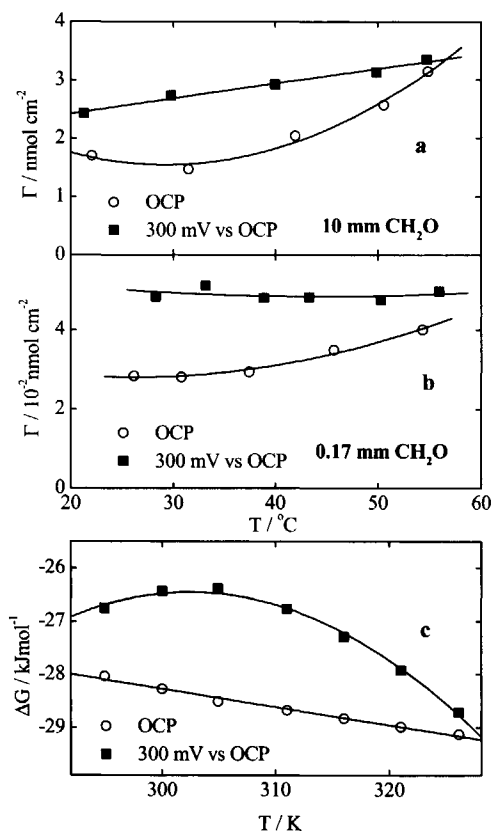 4
3
2
1
0
Γ / nmol cm⁻²
a
○ OCP
■ 300 mV vs OCP
10 mm CH₂O
4
2
0
Γ / 10⁻² nmol cm⁻²
b
○ OCP
■ 300 mV vs OCP
0.17 mm CH₂O
20 30 40 50 60
T / °C
-26
-27
-28
-29
ΔG / kJmol⁻¹
c
○ OCP
■ 300 mV vs OCP
300 310 320
T / K